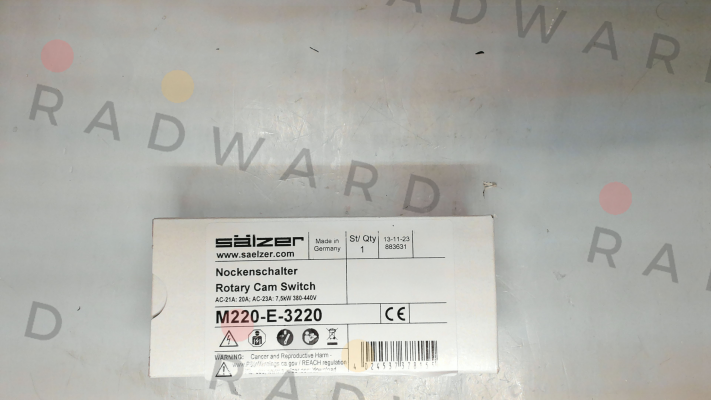 RADWARD
RADWARD
RADWARD
RADWARD
sälzer
www.saelzer.com
Made in
Germany
St/ Qty
1
13-11-23
883631
Nockenschalter
Rotary Cam Switch
AC-21A: 20A; AC-23A: 7,5kW 380-440V
M220-E-3220
CE
WARNING: Cancer and Reproductive Harm -
/ REACH regulation